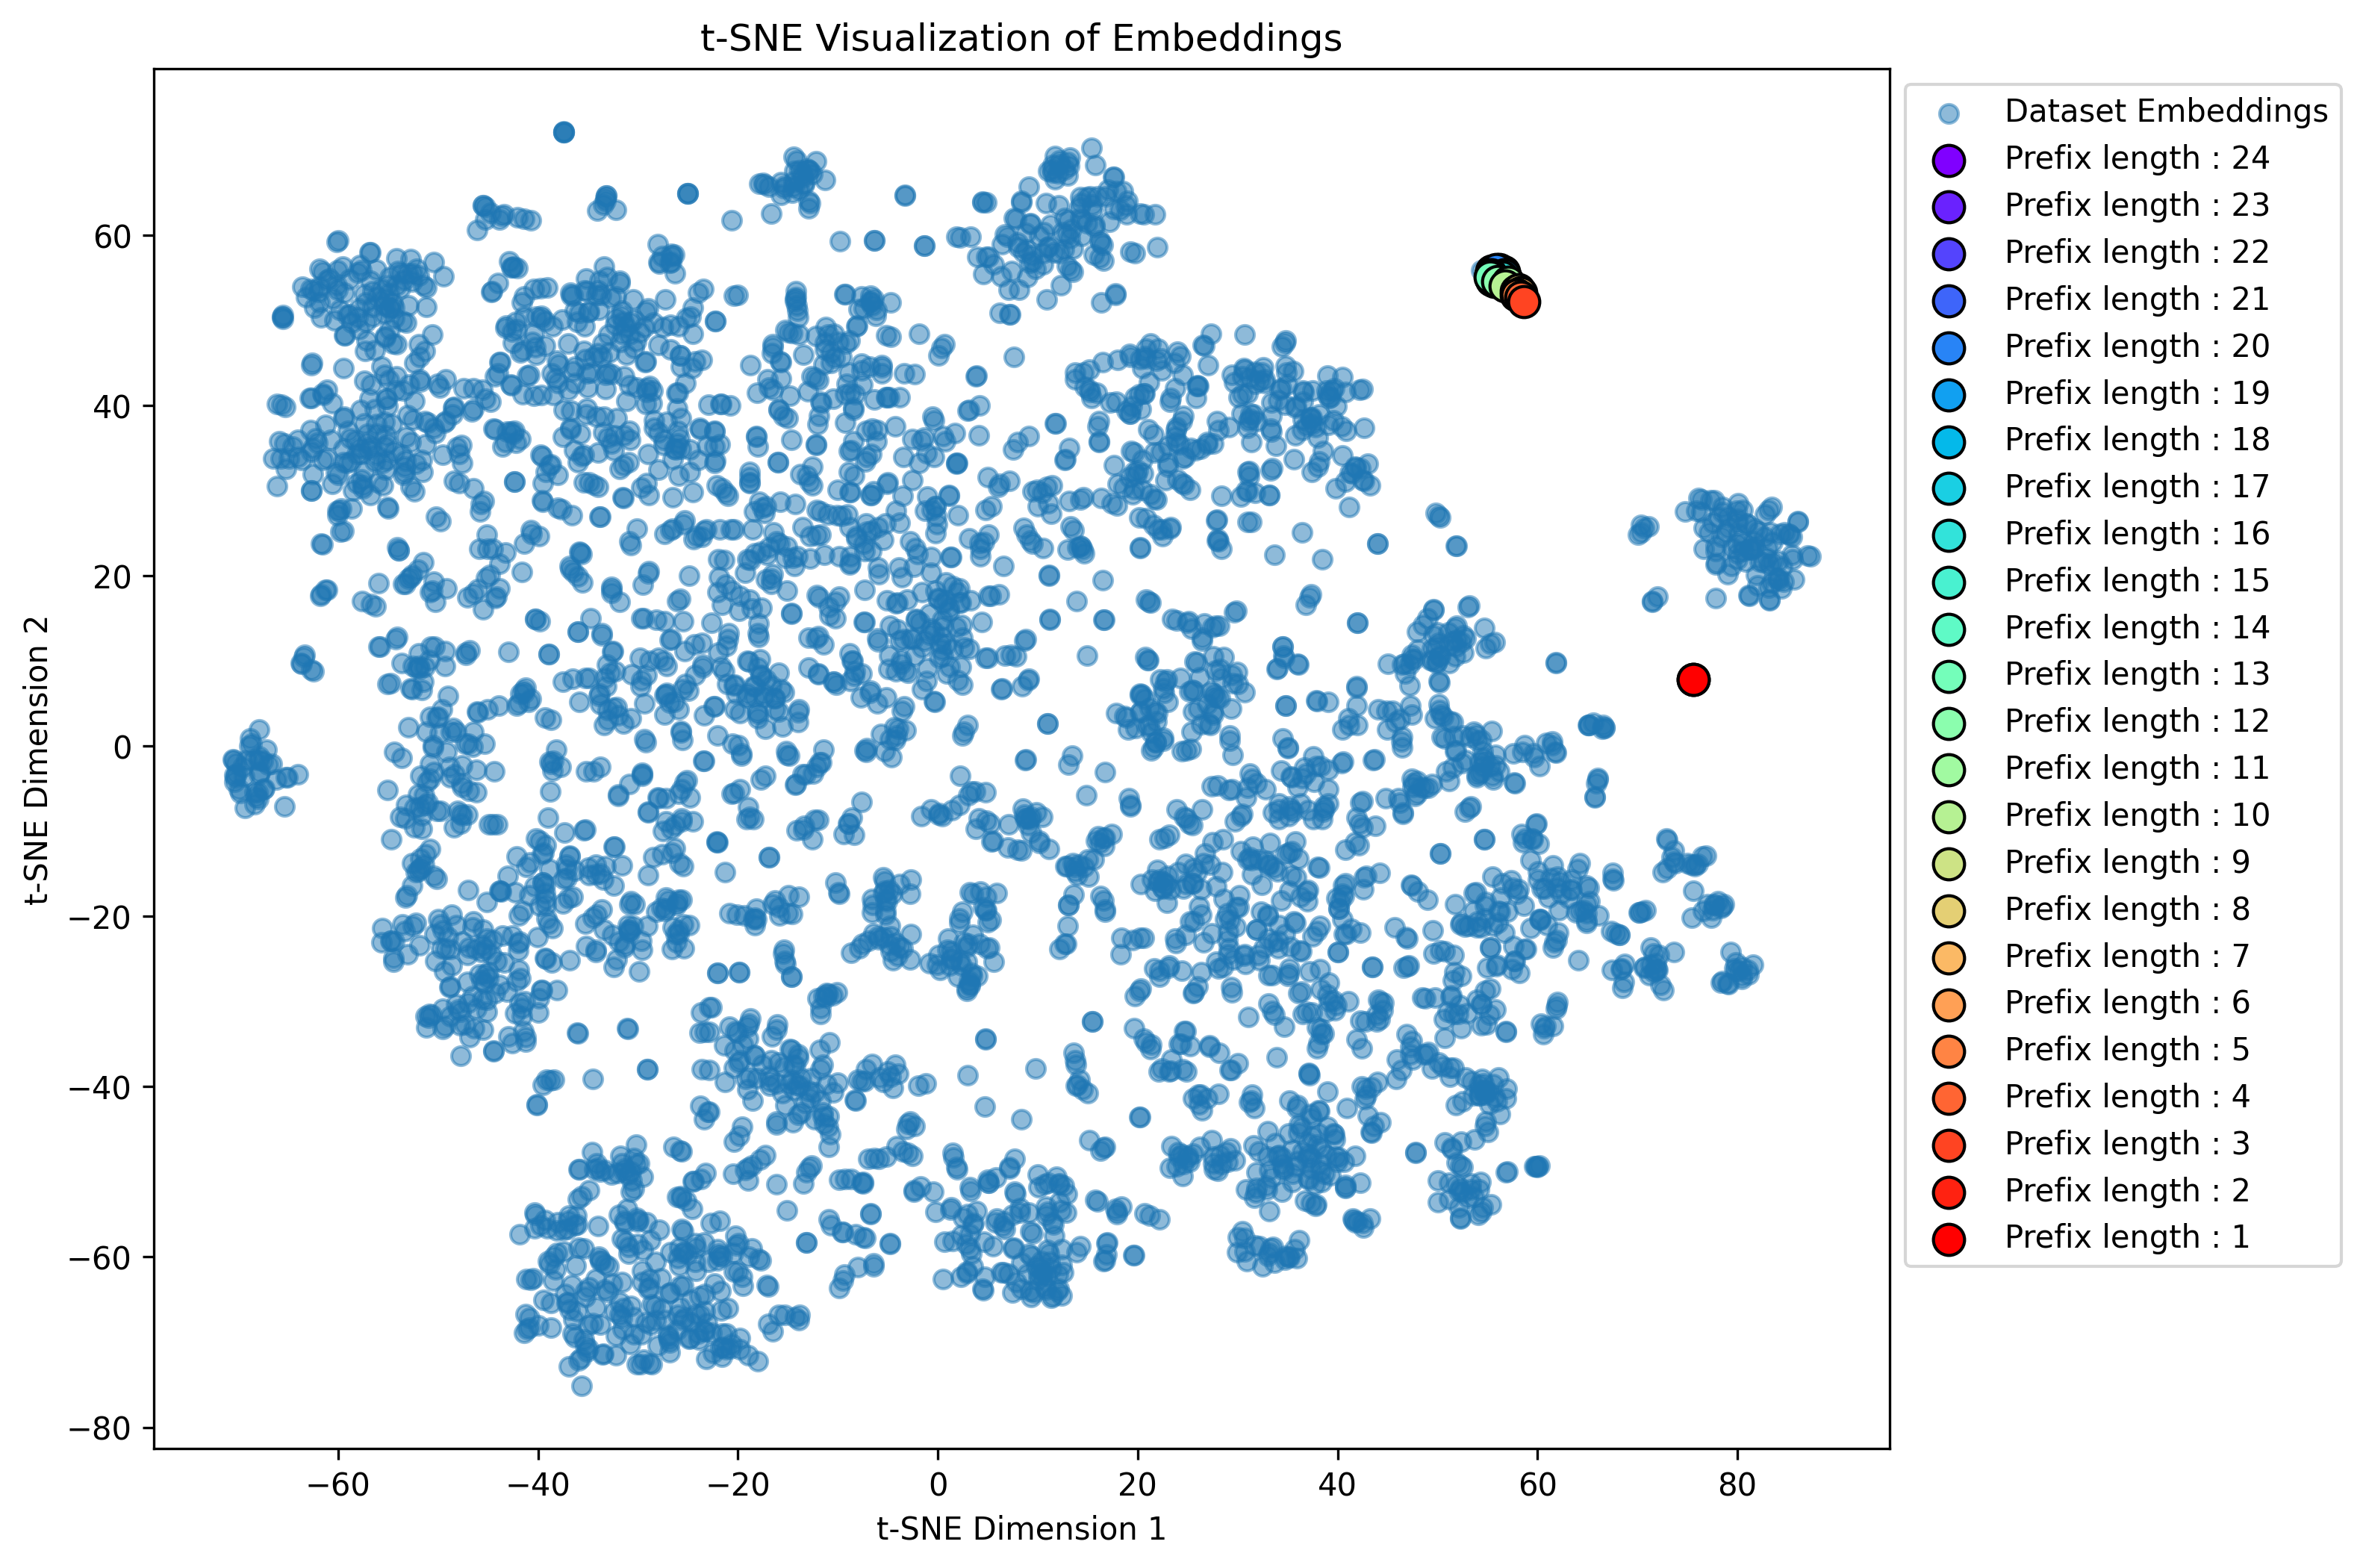 t-SNE Visualization of Embeddings
60
40
20
0
−20
−40
−60
−80
t-SNE Dimension 2
−60
−40
−20
0
20
40
60
80
t-SNE Dimension 1
Dataset Embeddings
Prefix length : 24
Prefix length : 23
Prefix length : 22
Prefix length : 21
Prefix length : 20
Prefix length : 19
Prefix length : 18
Prefix length : 17
Prefix length : 16
Prefix length : 15
Prefix length : 14
Prefix length : 13
Prefix length : 12
Prefix length : 11
Prefix length : 10
Prefix length : 9
Prefix length : 8
Prefix length : 7
Prefix length : 6
Prefix length : 5
Prefix length : 4
Prefix length : 3
Prefix length : 2
Prefix length : 1